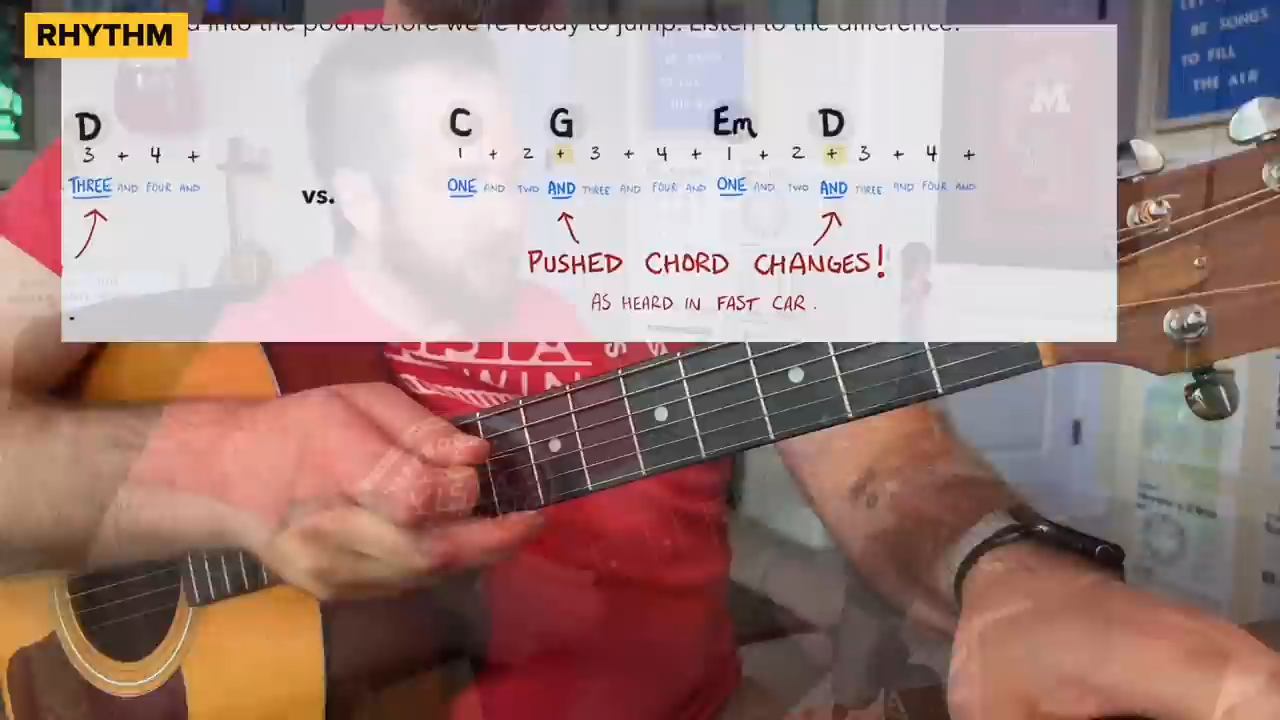 RHYTHM
into the pool before we're ready to jump. Listen to the difference.
D
3 + 4 +
THREE AND FOUR AND
vs.
C G Em D
1 + 2 + 3 + 4 + 1 + 2 + 3 + 4 +
ONE AND TWO AND THREE AND FOUR AND ONE AND TWO AND THREE AND FOUR AND
PUSHED CHORD CHANGES!
AS HEARD IN FAST CAR.
BE SONGS
TO FILL
THE AIR
M